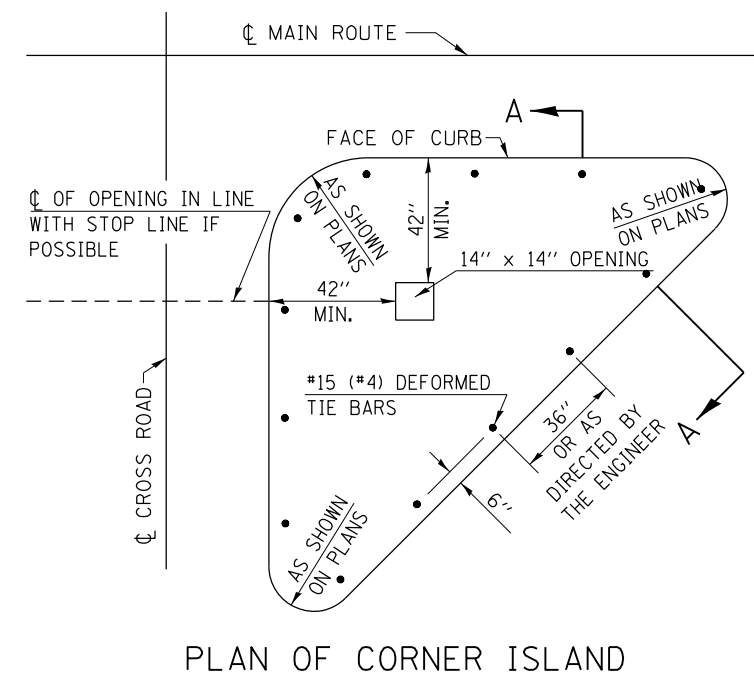 ℄ MAIN ROUTE
A
FACE OF CURB
℄ OF OPENING IN LINE
WITH STOP LINE IF
POSSIBLE
AS SHOWN
ON PLANS
42"
MIN.
AS SHOWN
ON PLANS
14" x 14" OPENING
42"
MIN.
#15 (#4) DEFORMED
TIE BARS
36"
OR AS
DIRECTED BY
THE ENGINEER
A
℄ CROSS ROAD
6"
AS SHOWN
ON PLANS
PLAN OF CORNER ISLAND